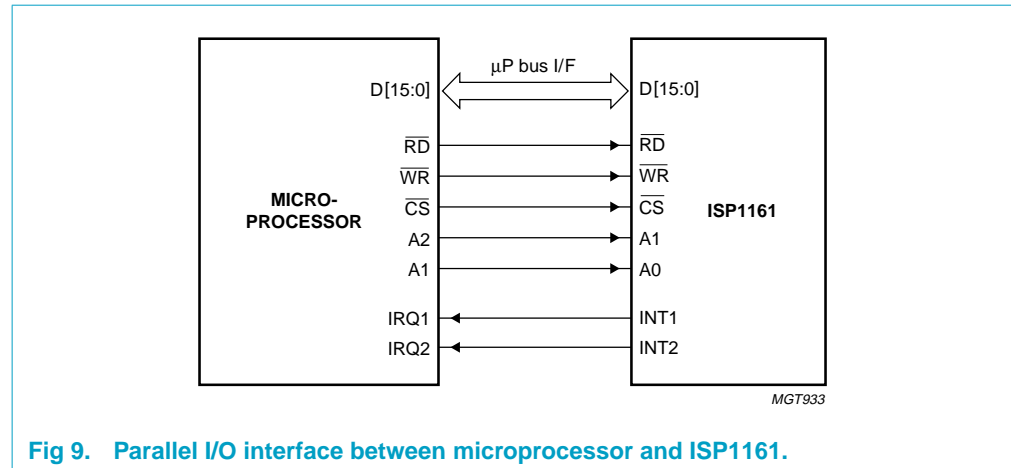 μP bus I/F
D[15:0]
D[15:0]
RD
RD
WR
WR
MICRO-
PROCESSOR
CS
CS
ISP1161
A2
A1
A1
A0
IRQ1
INT1
IRQ2
INT2
MGT933
Fig 9. Parallel I/O interface between microprocessor and ISP1161.